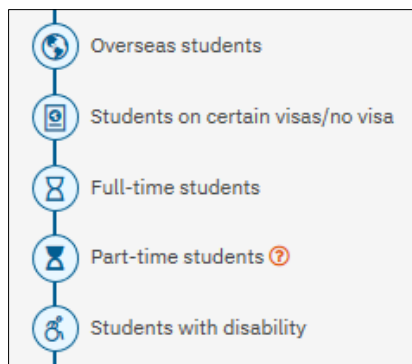 Overseas students
Students on certain visas/no visa
Full-time students
Part-time students ?
Students with disability